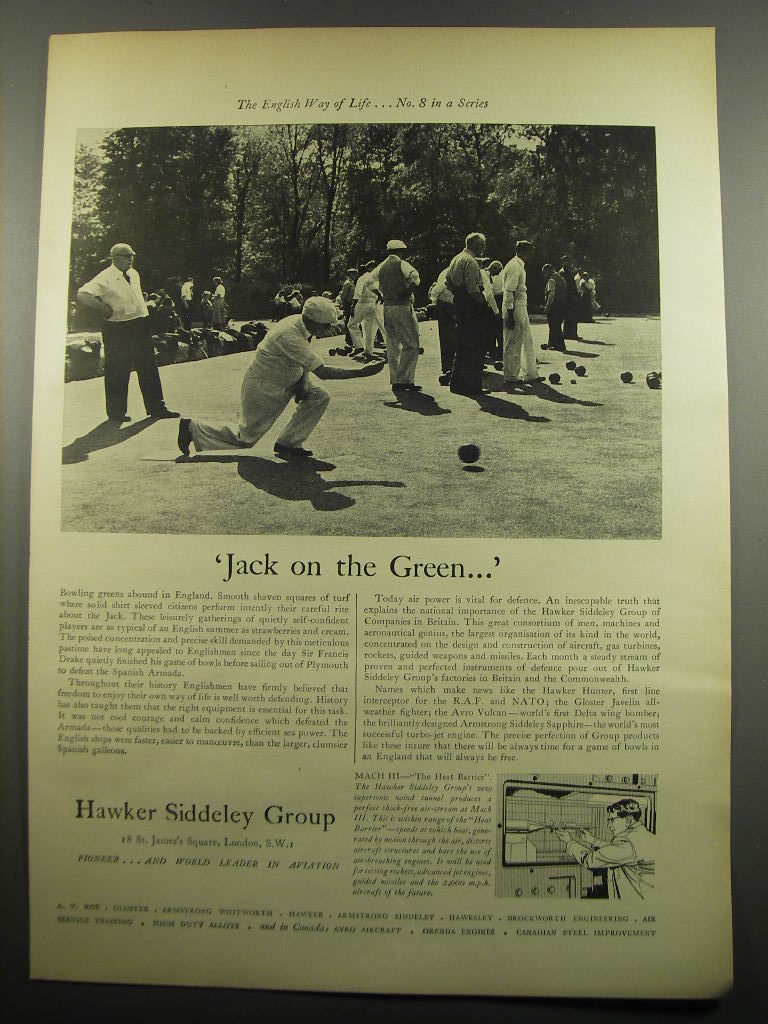 The English Way of Life . . . No. 8 in a Series
'Jack on the Green...'
Bowling greens abound in England. Smooth shaven squares of turf
where solid shirt sleeved citizens perform intently their careful rite
about the Jack. These leisurely gatherings of quietly self-confident
players are as typical of an English summer as strawberries and cream.
The poised concentration and precise skill demanded by this meticulous
pastime have long appealed to Englishmen since the day Sir Francis
Drake quietly finished his game of bowls before sailing out of Plymouth
to defeat the Spanish Armada.
Throughout their history Englishmen have firmly believed that
freedom to enjoy their own way of life is well worth defending. History
has also taught them that the right equipment is essential for this task.
It was not cool courage and calm confidence which defeated the
Armada—those qualities had to be backed by efficient sea power. The
English ships were faster, easier to manœuvre, than the larger, clumsier
Spanish galleons.
Today air power is vital for defence. An inescapable truth that
explains the national importance of the Hawker Siddeley Group of
Companies in Britain. This great consortium of men, machines and
aeronautical genius, the largest organisation of its kind in the world,
concentrated on the design and construction of aircraft, gas turbines,
rockets, guided weapons and missiles. Each month a steady stream of
proven and perfected instruments of defence pour out of Hawker
Siddeley Group's factories in Britain and the Commonwealth.
Names which make news like the Hawker Hunter, first line
interceptor for the R.A.F. and NATO; the Gloster Javelin all-
weather fighter; the Avro Vulcan—world's first Delta wing bomber;
the brilliantly designed Armstrong Siddeley Sapphire—the world's most
successful turbo-jet engine. The precise perfection of Group products
like these insure that there will be always time for a game of bowls in
an England that will always be free.
Hawker Siddeley Group
18 St. James's Square, London, S.W.1
PIONEER . . . AND WORLD LEADER IN AVIATION
MACH III—"The Heat Barrier".
The Hawker Siddeley Group's new
supersonic wind tunnel produces a
perfect shock-free air-stream at Mach
III. This is within range of the "Heat
Barrier"—speeds at which heat, gene-
rated by motion through the air, distorts
aircraft structures and bars the use of
air-breathing engines. It will be used
for testing rockets, advanced jet engines,
guided missiles and the 2,000 m.p.h.
aircraft of the future.
A. V. ROE . GLOSTER . ARMSTRONG WHITWORTH . HAWKER . ARMSTRONG SIDDELEY . HAWKSLEY . BROCKWORTH ENGINEERING . AIR
SERVICE TRAINING . HIGH DUTY ALLOYS . and in Canada: AVRO AIRCRAFT . ORENDA ENGINES . CANADIAN STEEL IMPROVEMENT